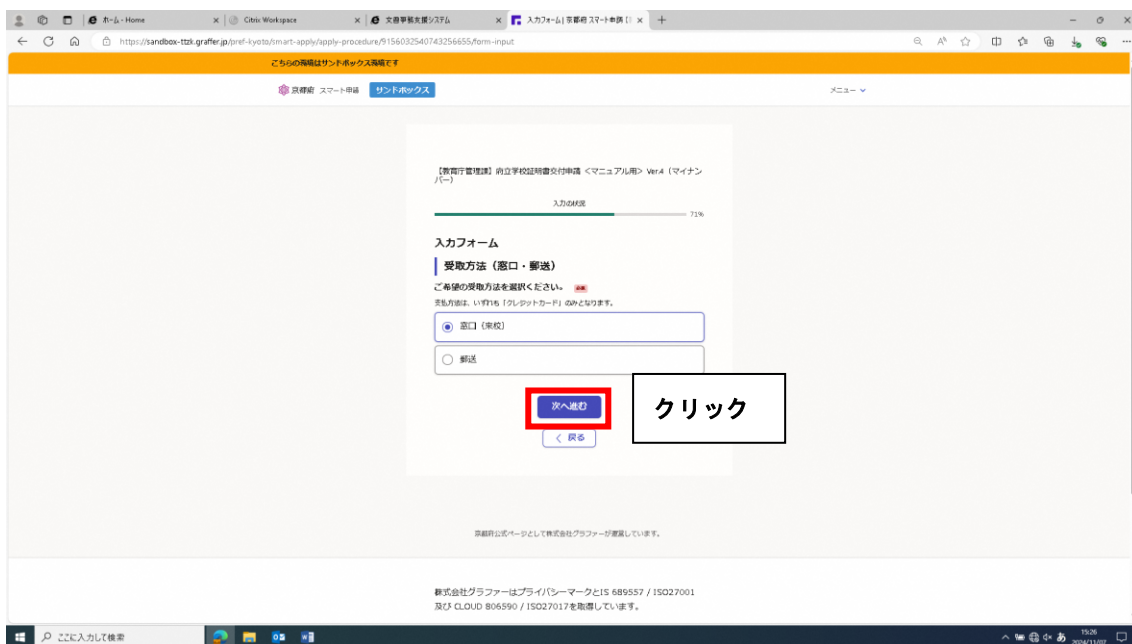 ホーム - Home
Citrix Workspace
文書事務支援システム
入力フォーム | 京都府 スマート申請 [
https://sandbox-ttzk.graffer.jp/pref-kyoto/smart-apply/apply-procedure/9156032540743256655/form-input
こちらの環境はサンドボックス環境です
京都府 スマート申請 サンドボックス
メニュー
【教育庁管理課】府立学校証明書交付申請 <マニュアル用> Ver.4（マイナン
バー）
入力の状況
71%
入力フォーム
受取方法（窓口・郵送）
ご希望の受取方法を選択ください。 必須
支払方法は、いずれも「クレジットカード」のみとなります。
窓口（来校）
郵送
次へ進む
クリック
戻る
京都府公式ページとして株式会社グラファーが運営しています。
株式会社グラファーはプライバシーマークとIS 689557 / ISO27001
及び CLOUD 806590 / ISO27017を取得しています。
ここに入力して検索
あ
15:26
2024/11/07